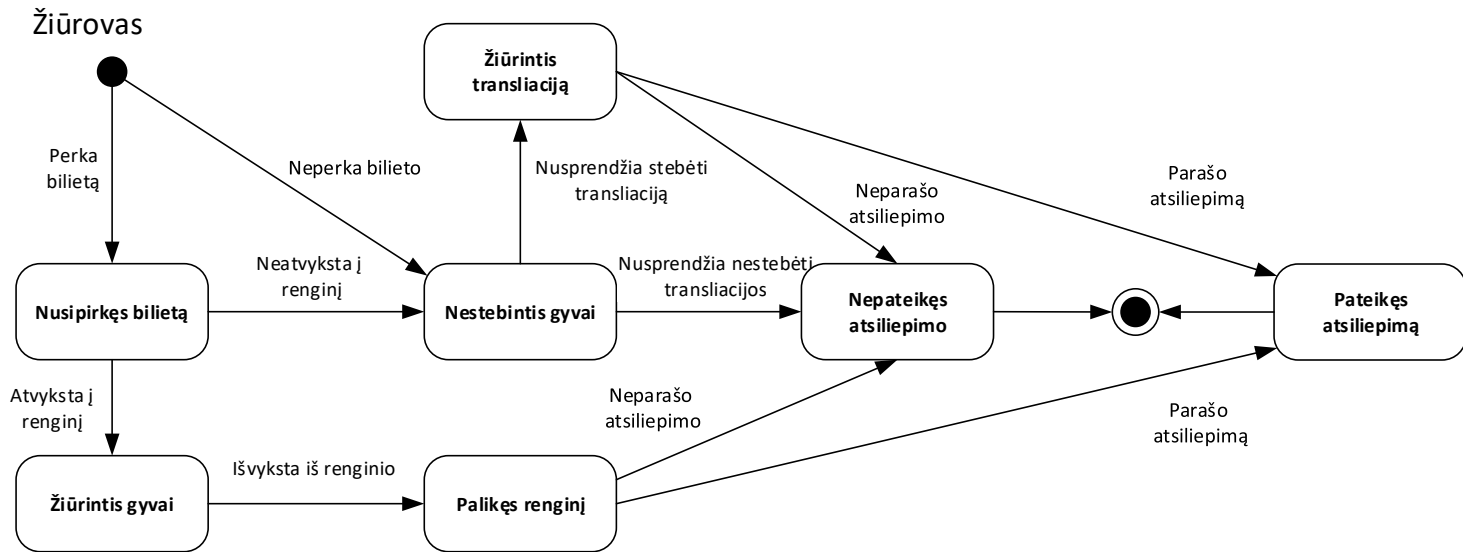 Žiūrovas
Žiūrintis
transliaciją
Perka
bilietą
Neperka bilieto
Nusprendžia stebėti
transliaciją
Neparašo
atsiliepimo
Parašo
atsiliepimą
Nusipirkęs bilietą
Neatvyksta į
renginį
Nestebintis gyvai
Nusprendžia nestebėti
transliacijos
Nepateikęs
atsiliepimo
Pateikęs
atsiliepimą
Atvyksta į
renginį
Neparašo
atsiliepimo
Parašo
atsiliepimą
Žiūrintis gyvai
Išvyksta iš renginio
Palikęs renginį